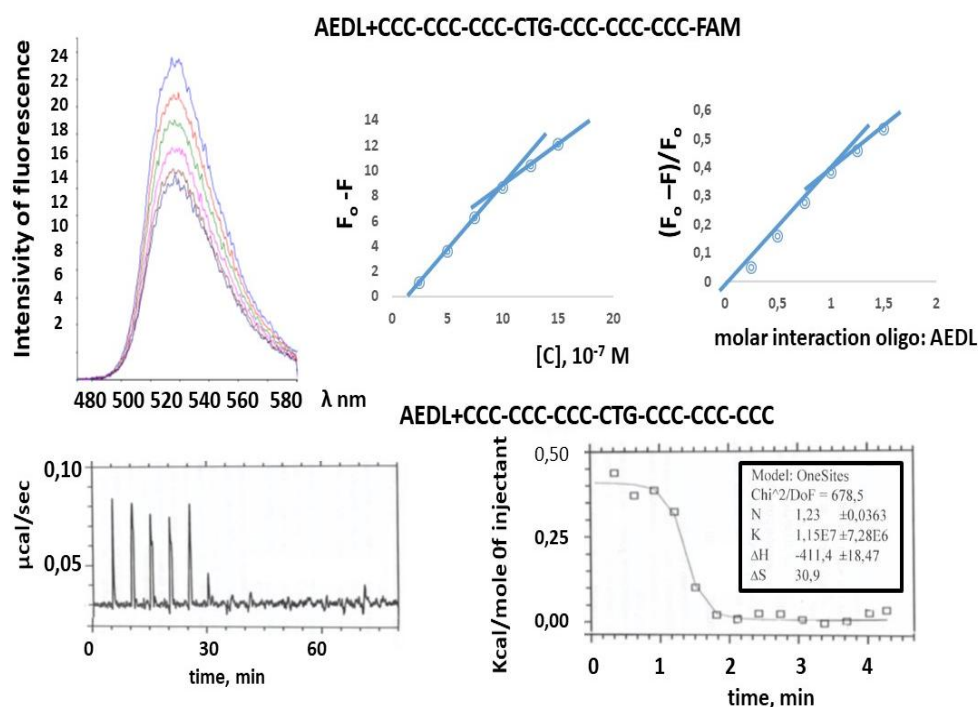 AEDL+CCC-CCC-CCC-CTG-CCC-CCC-CCC-FAM
Intensivity of fluorescence
24
22
20
18
16
14
12
10
8
6
4
2
480 500 520 540 560 580 λ nm
Fₒ -F
14
12
10
8
6
4
2
0
0 5 10 15 20
[C], 10⁻⁷ M
(Fₒ –F)/Fₒ
0,6
0,5
0,4
0,3
0,2
0,1
0
0 0,5 1 1,5 2
molar interaction oligo: AEDL
AEDL+CCC-CCC-CCC-CTG-CCC-CCC-CCC
µcal/sec
0,10
0,05
0 30 60
time, min
Kcal/mole 0f injectant
0,50
0,25
0,00
0 1 2 3 4
time, min
Model: OneSites
Chi^2/DoF = 678,5
N 1,23 ±0,0363
K 1,15E7 ±7,28E6
ΔH -411,4 ±18,47
ΔS 30,9